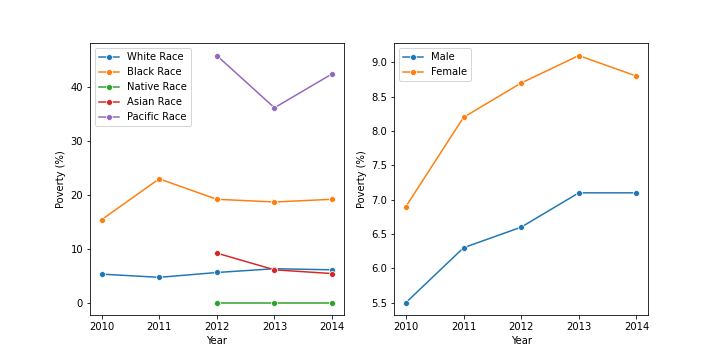 White Race
Black Race
Native Race
Asian Race
Pacific Race
Poverty (%)
40
30
20
10
0
2010 2011 2012 2013 2014
Year
Male
Female
Poverty (%)
9.0
8.5
8.0
7.5
7.0
6.5
6.0
5.5
2010 2011 2012 2013 2014
Year